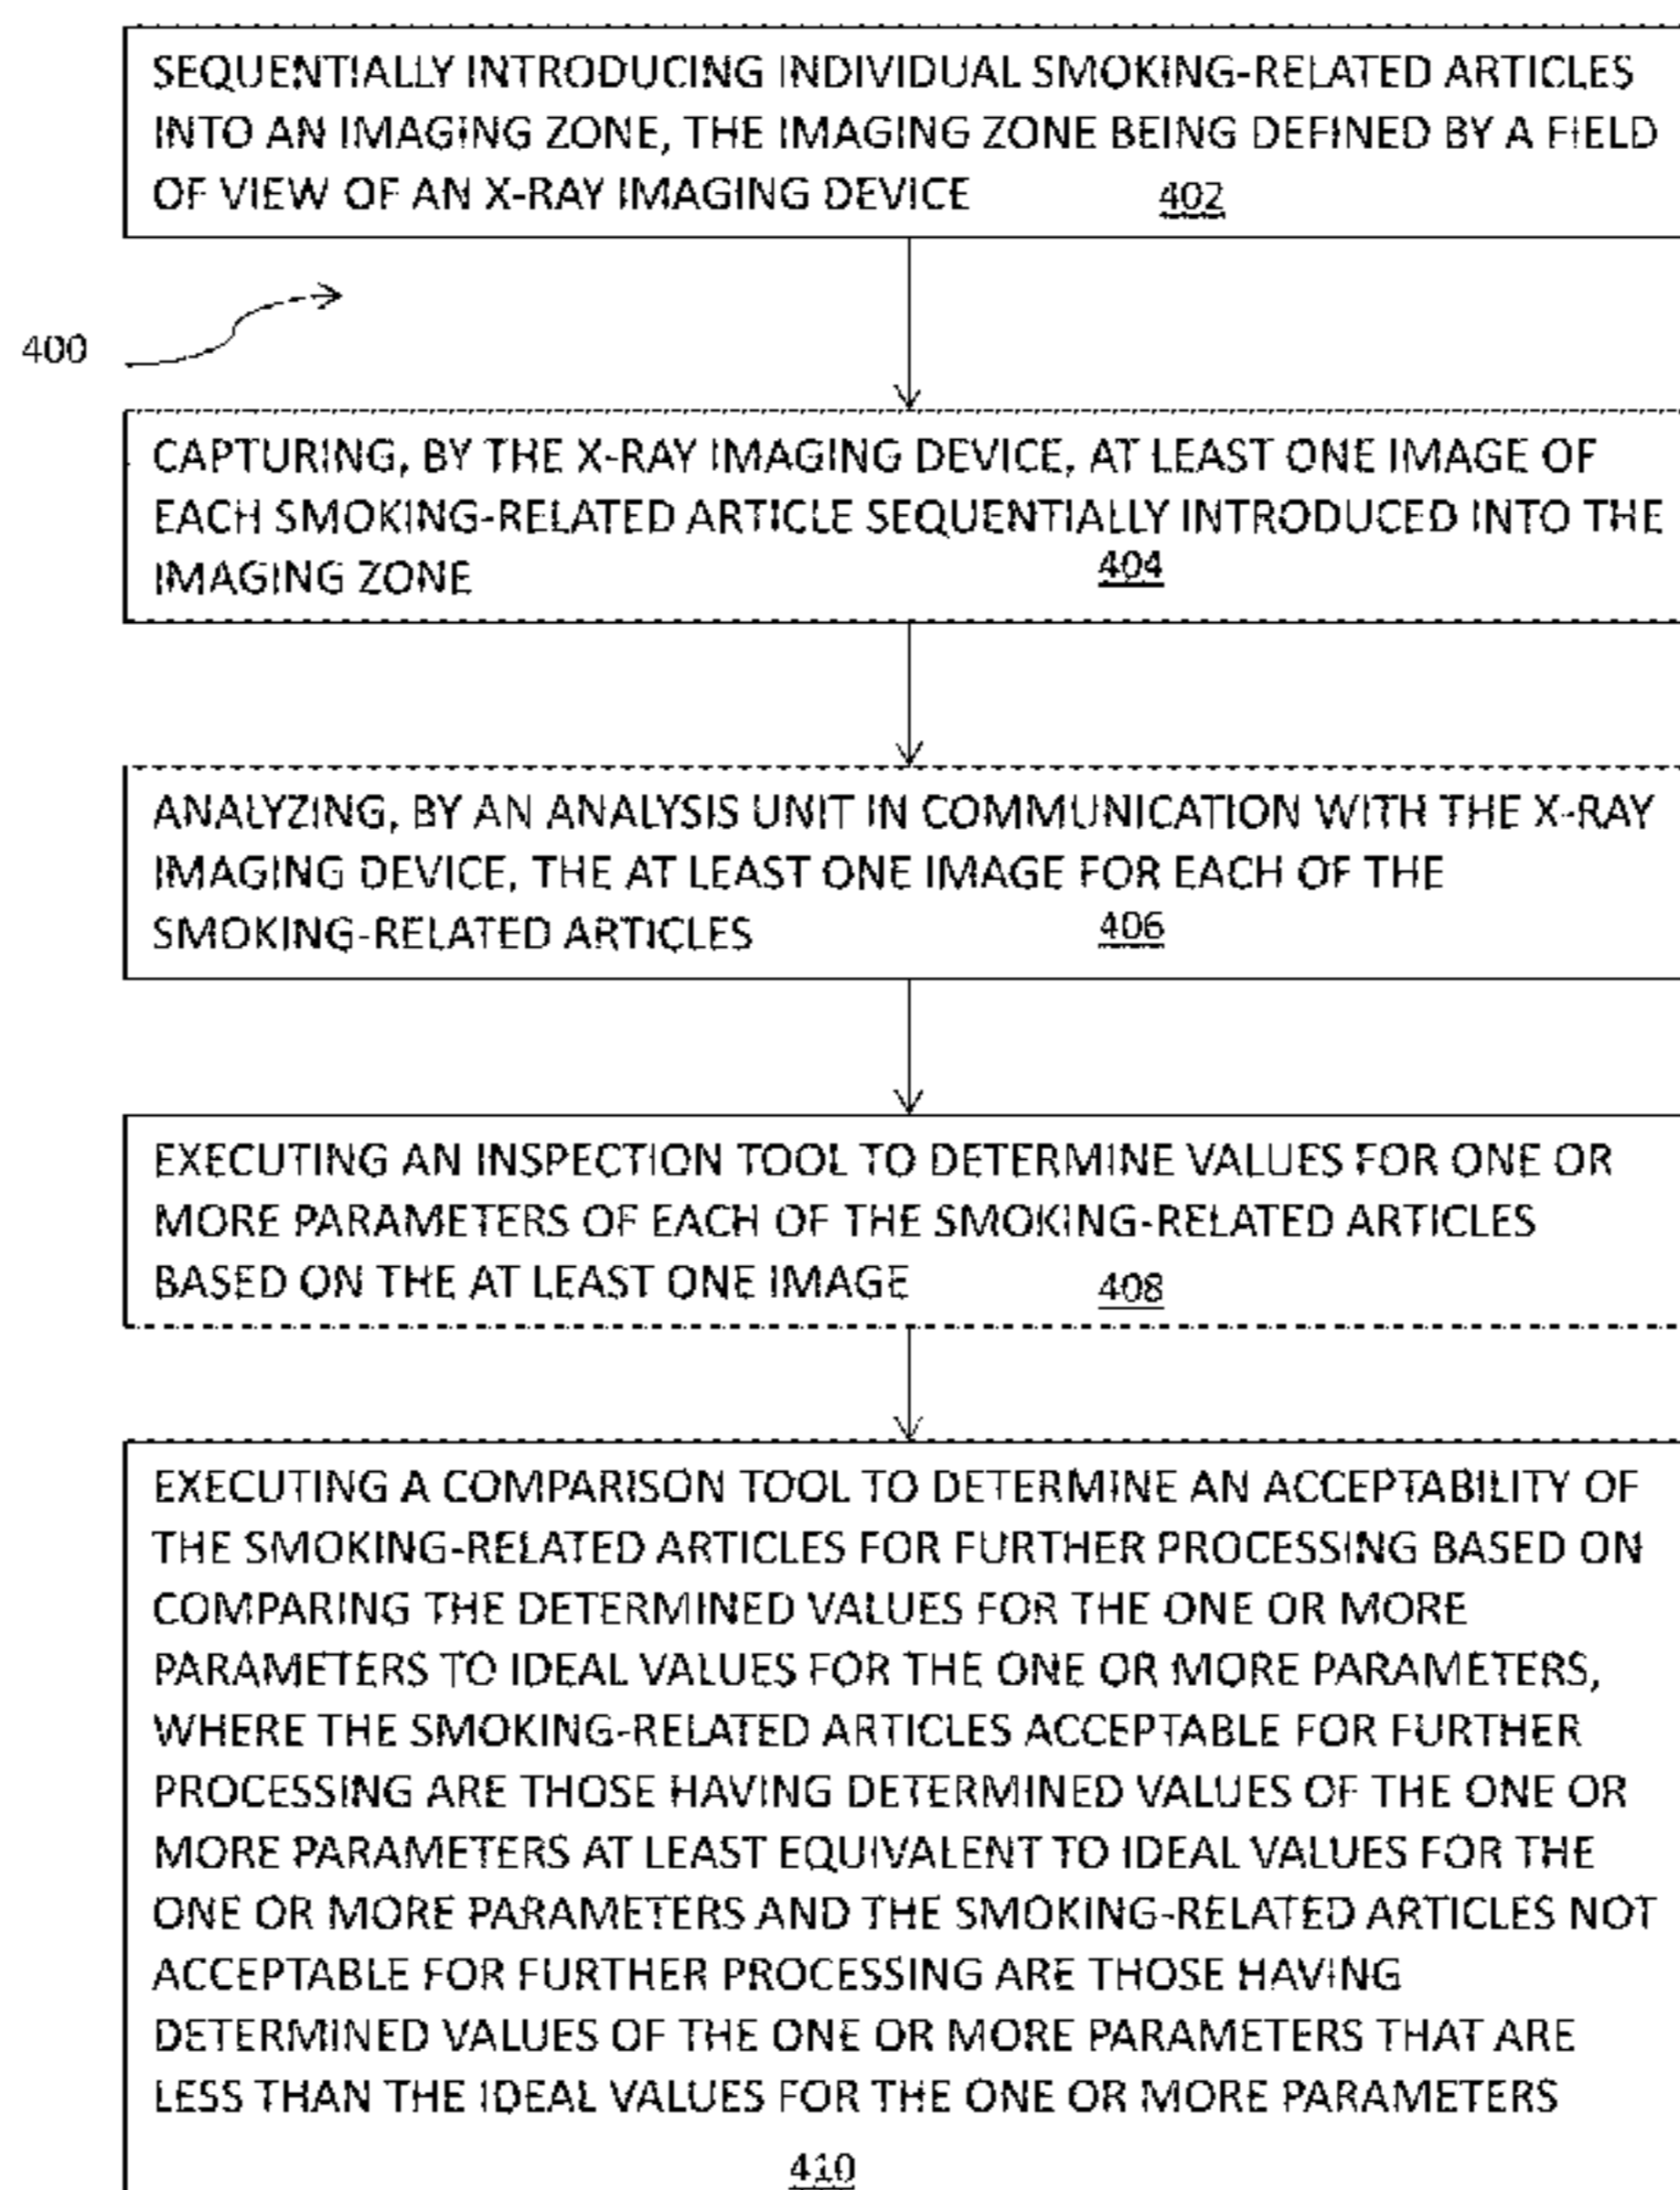 SEQUENTIALLY INTRODUCING INDIVIDUAL SMOKING-RELATED ARTICLES
INTO AN IMAGING ZONE, THE IMAGING ZONE BEING DEFINED BY A FIELD
OF VIEW OF AN X-RAY IMAGING DEVICE 402
400
CAPTURING, BY THE X-RAY IMAGING DEVICE, AT LEAST ONE IMAGE OF
EACH SMOKING-RELATED ARTICLE SEQUENTIALLY INTRODUCED INTO THE
IMAGING ZONE 404
ANALYZING, BY AN ANALYSIS UNIT IN COMMUNICATION WITH THE X-RAY
IMAGING DEVICE, THE AT LEAST ONE IMAGE FOR EACH OF THE
SMOKING-RELATED ARTICLES 406
EXECUTING AN INSPECTION TOOL TO DETERMINE VALUES FOR ONE OR
MORE PARAMETERS OF EACH OF THE SMOKING-RELATED ARTICLES
BASED ON THE AT LEAST ONE IMAGE 408
EXECUTING A COMPARISON TOOL TO DETERMINE AN ACCEPTABILITY OF
THE SMOKING-RELATED ARTICLES FOR FURTHER PROCESSING BASED ON
COMPARING THE DETERMINED VALUES FOR THE ONE OR MORE
PARAMETERS TO IDEAL VALUES FOR THE ONE OR MORE PARAMETERS,
WHERE THE SMOKING-RELATED ARTICLES ACCEPTABLE FOR FURTHER
PROCESSING ARE THOSE HAVING DETERMINED VALUES OF THE ONE OR
MORE PARAMETERS AT LEAST EQUIVALENT TO IDEAL VALUES FOR THE
ONE OR MORE PARAMETERS AND THE SMOKING-RELATED ARTICLES NOT
ACCEPTABLE FOR FURTHER PROCESSING ARE THOSE HAVING
DETERMINED VALUES OF THE ONE OR MORE PARAMETERS THAT ARE
LESS THAN THE IDEAL VALUES FOR THE ONE OR MORE PARAMETERS
410